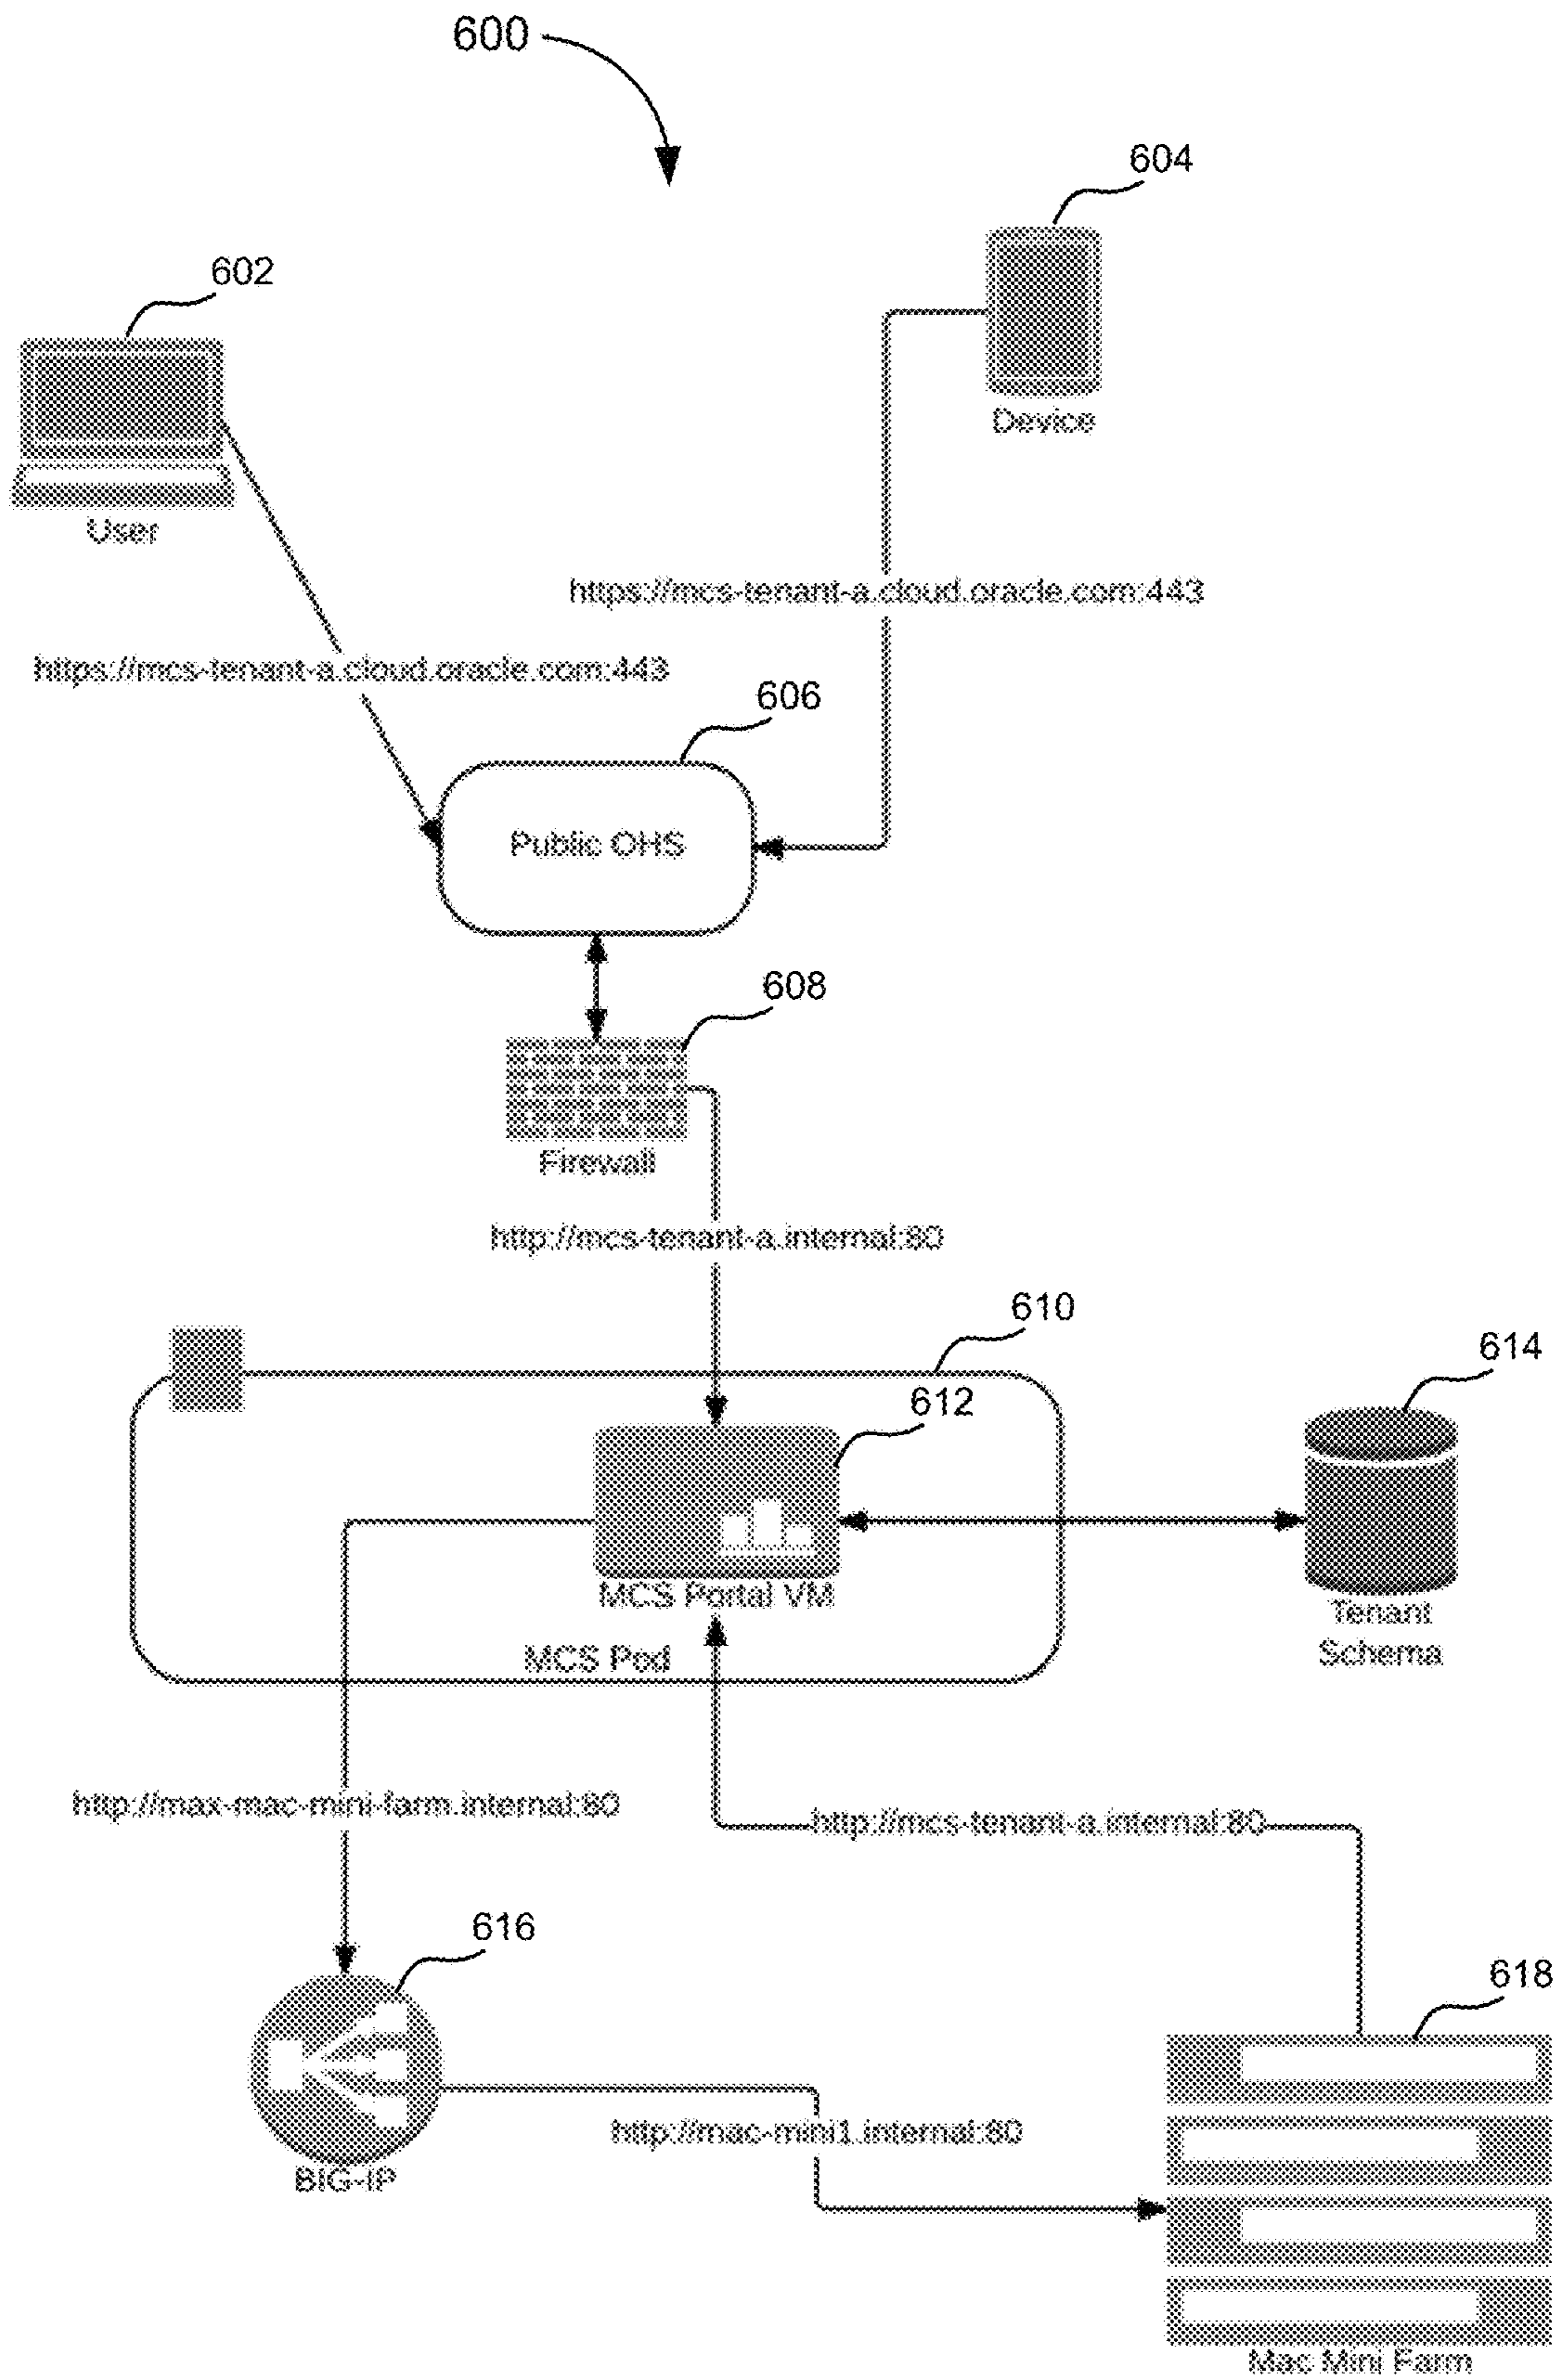 600
604
602
Device
User
https://mcs-tenant-a.cloud.oracle.com:443
https://mcs-tenant-a.cloud.oracle.com:443
606
Public OHS
608
Firewall
http://mcs-tenant-a.internal:80
610
614
612
MCS Portal VM
Tenant
Schema
MCS Pod
http://max-mac-mini-farm.internal:80
http://mcs-tenant-a.internal:80
616
618
http://mac-mini1.internal:80
BIG-IP
Mac Mini Farm